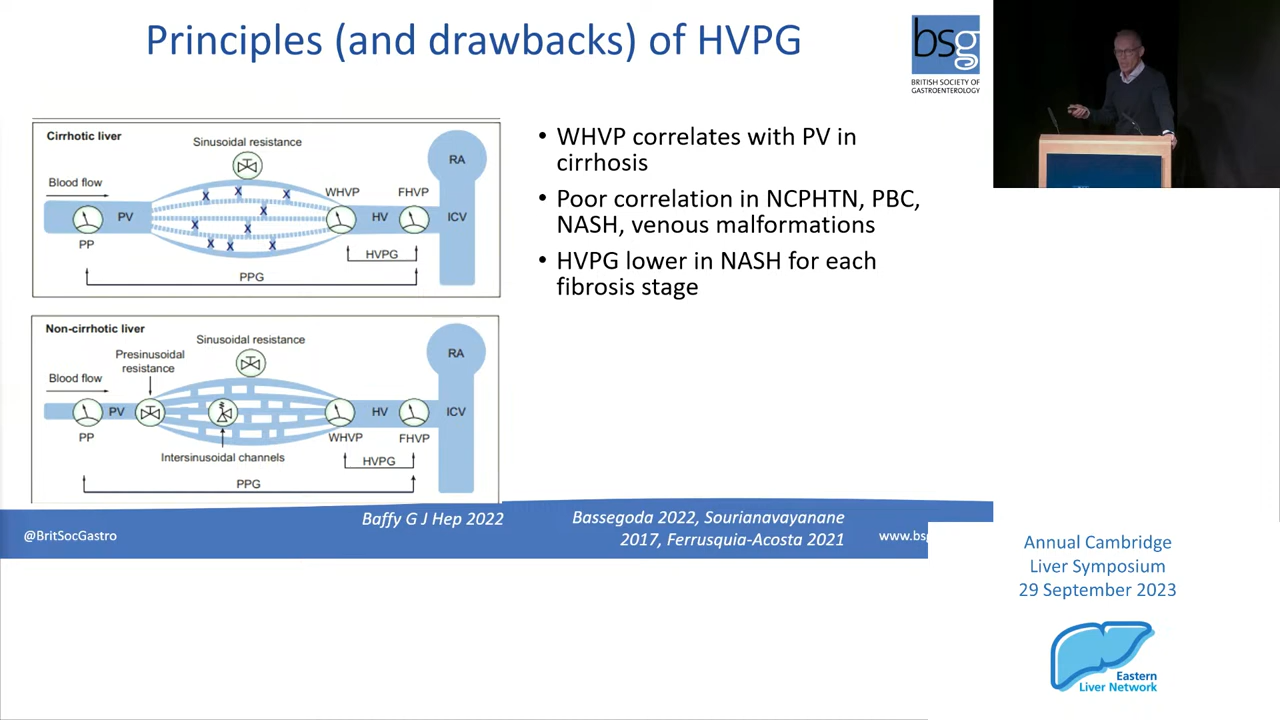 Principles (and drawbacks) of HVPG
bsg
BRITISH SOCIETY OF
GASTROENTEROLOGY
Cirrhotic liver
Sinusoidal resistance
RA
Blood flow
WHVP
FHVP
PV
HV
ICV
PP
HVPG
PPG
Non-cirrhotic liver
Sinusoidal resistance
Presinusoidal
resistance
RA
Blood flow
PV
HV
ICV
PP
WHVP
FHVP
Intersinusoidal channels
HVPG
PPG
• WHVP correlates with PV in
cirrhosis
• Poor correlation in NCPHTN, PBC,
NASH, venous malformations
• HVPG lower in NASH for each
fibrosis stage
@BritSocGastro
Baffy G J Hep 2022
Bassegoda 2022, Sourianavayanane
2017, Ferrusquia-Acosta 2021
www.bs
Annual Cambridge
Liver Symposium
29 September 2023
Eastern
Liver Network